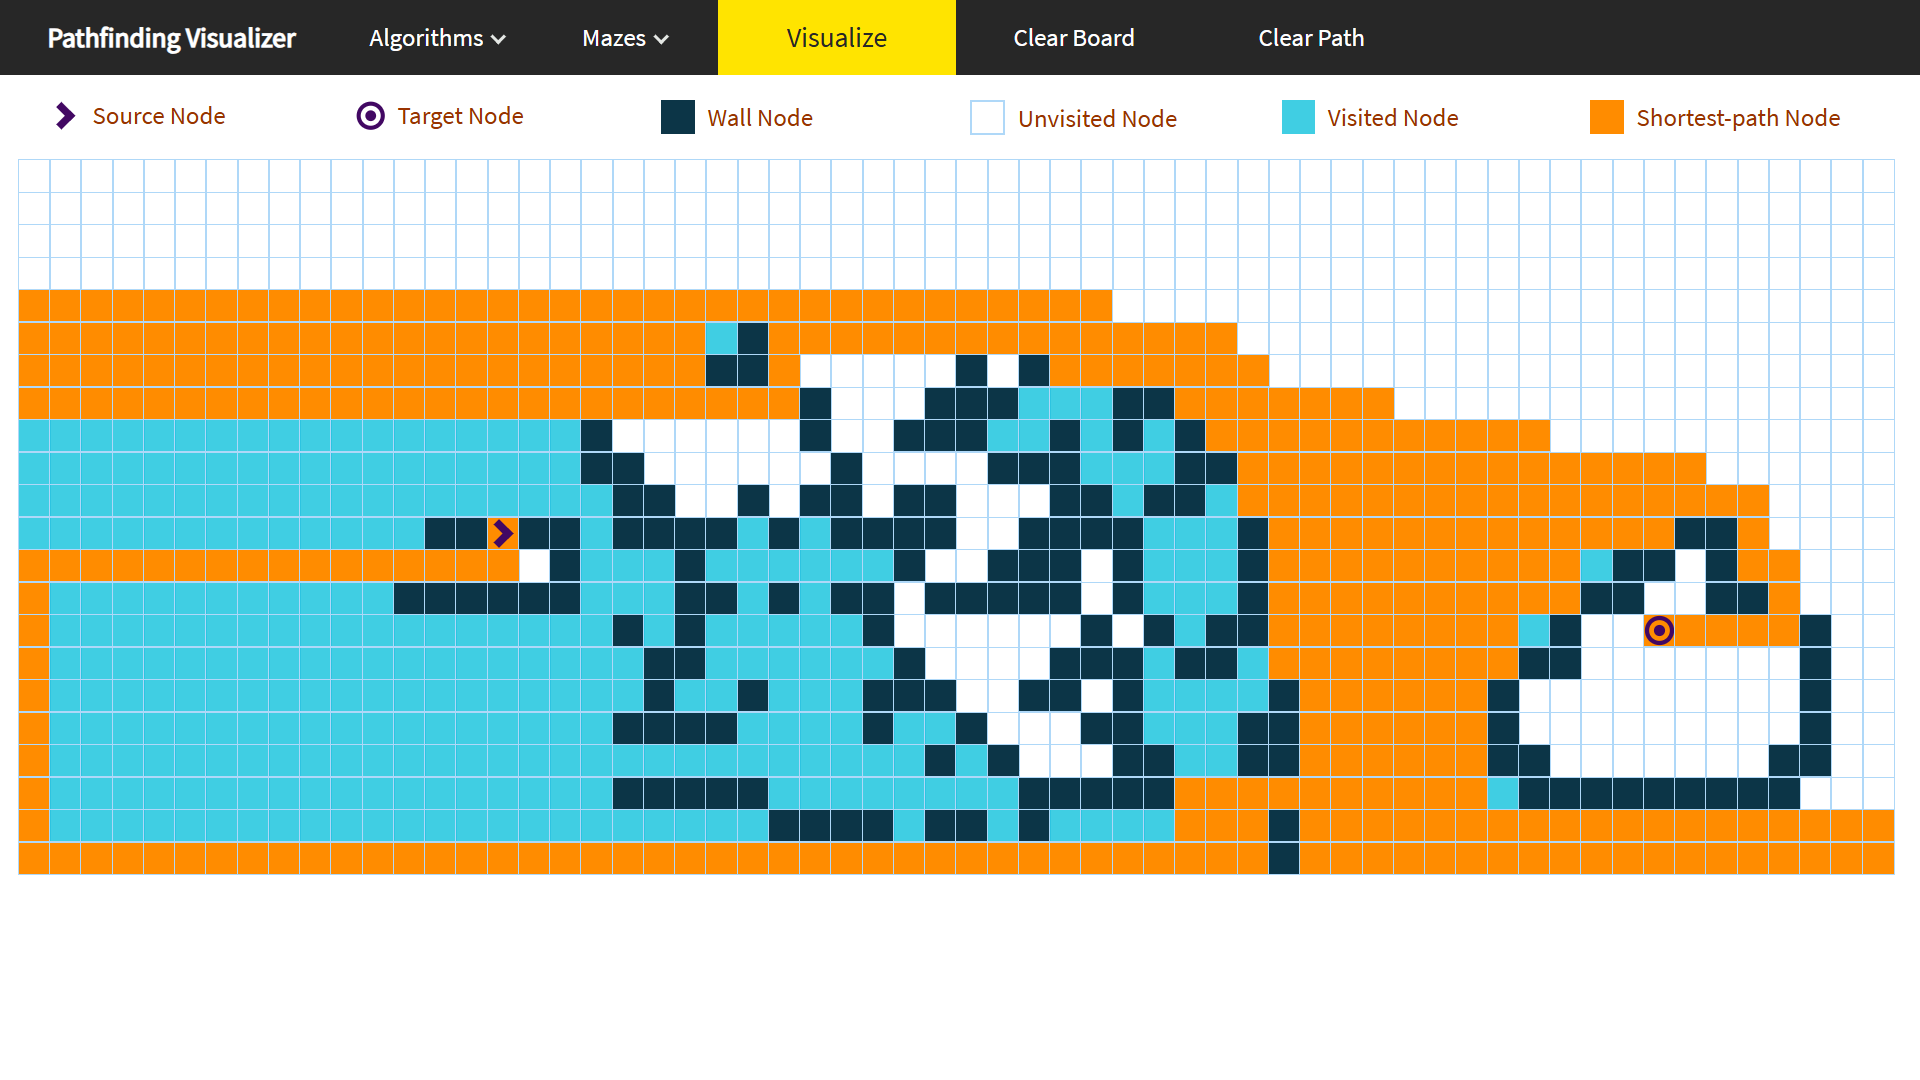 Pathfinding Visualizer Algorithms Mazes Visualize Clear Board Clear Path
Source Node Target Node Wall Node Unvisited Node Visited Node Shortest-path Node